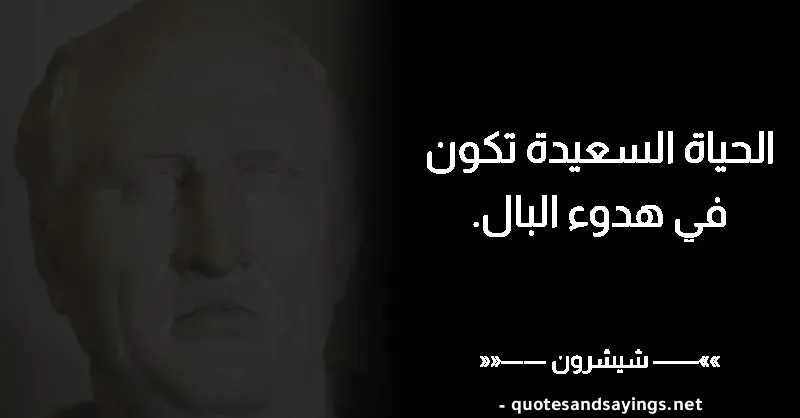 الحياة السعيدة تكون
في هدوء البال.
»»—— شيشرون ——««
- quotesandsayings.net